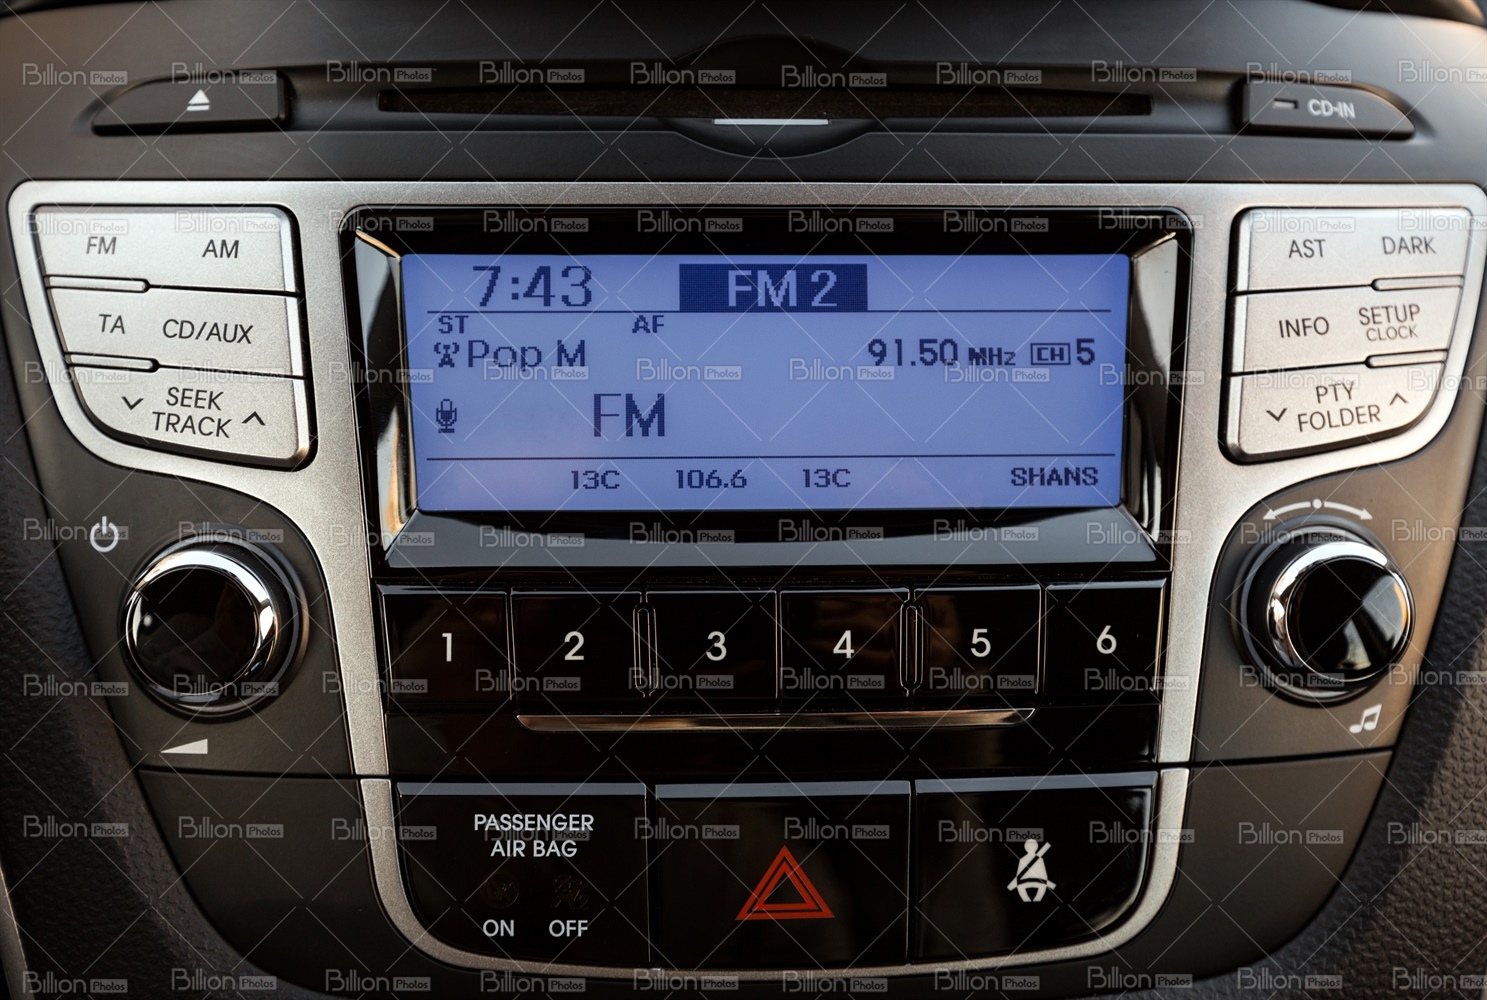 CD-IN
FM AM
TA CD/AUX
SEEK
TRACK
7:43 FM 2
ST AF
Pop M 91.50 MHz CH 5
FM
13C 106.6 13C SHANS
AST DARK
INFO SETUP
CLOCK
PTY
FOLDER
1 2 3 4 5 6
PASSENGER
AIR BAG
ON OFF
Billion Photos